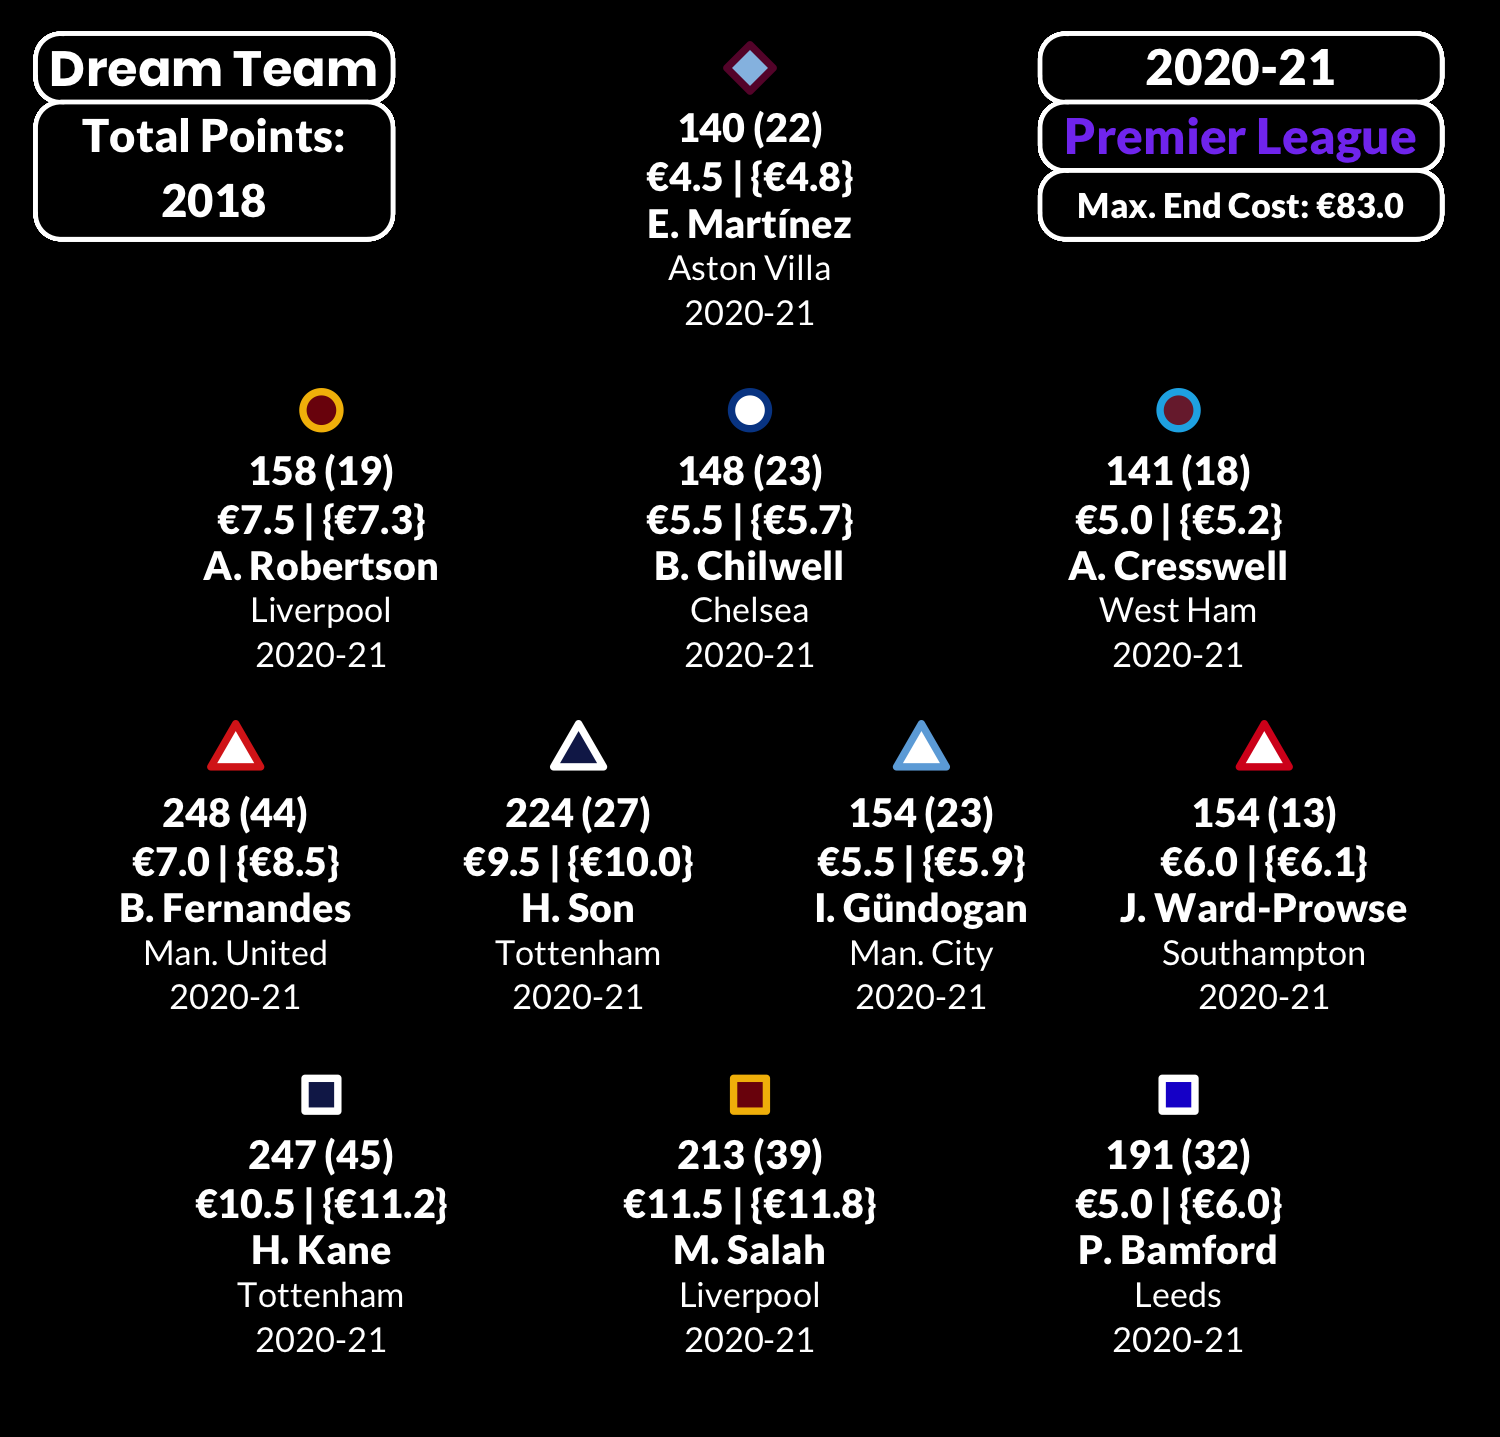 Dream Team
Total Points:
2018
2020-21
Premier League
Max. End Cost: €83.0
140 (22)
€4.5 | {€4.8}
E. Martínez
Aston Villa
2020-21
158 (19)
€7.5 | {€7.3}
A. Robertson
Liverpool
2020-21
148 (23)
€5.5 | {€5.7}
B. Chilwell
Chelsea
2020-21
141 (18)
€5.0 | {€5.2}
A. Cresswell
West Ham
2020-21
248 (44)
€7.0 | {€8.5}
B. Fernandes
Man. United
2020-21
224 (27)
€9.5 | {€10.0}
H. Son
Tottenham
2020-21
154 (23)
€5.5 | {€5.9}
I. Gündogan
Man. City
2020-21
154 (13)
€6.0 | {€6.1}
J. Ward-Prowse
Southampton
2020-21
247 (45)
€10.5 | {€11.2}
H. Kane
Tottenham
2020-21
213 (39)
€11.5 | {€11.8}
M. Salah
Liverpool
2020-21
191 (32)
€5.0 | {€6.0}
P. Bamford
Leeds
2020-21